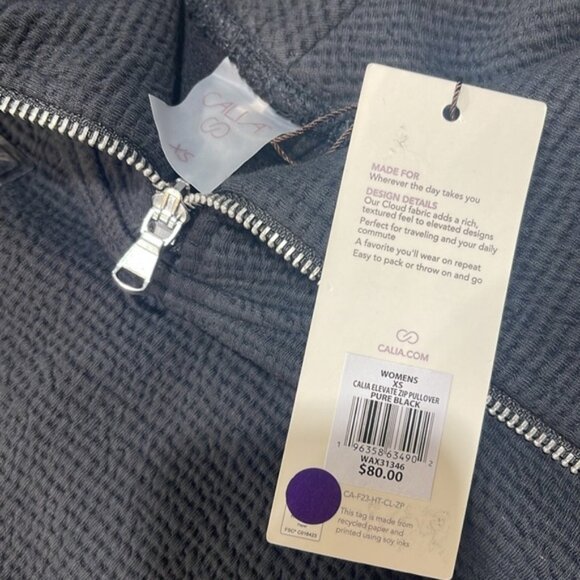 CALIA
XS
MADE FOR
Wherever the day takes you
DESIGN DETAILS
Our Cloud fabric adds a rich,
textured feel to elevated designs
Perfect for traveling and your daily
commute
A favorite you'll wear on repeat
Easy to pack or throw on and go
CALIA.COM
WOMENS
XS
CALIA ELEVATE ZIP PULLOVER
PURE BLACK
1 96358 63490 2
WAX31346
$80.00
CA-F23-HT-CL-ZP
This tag is made from
recycled paper and
printed using soy inks